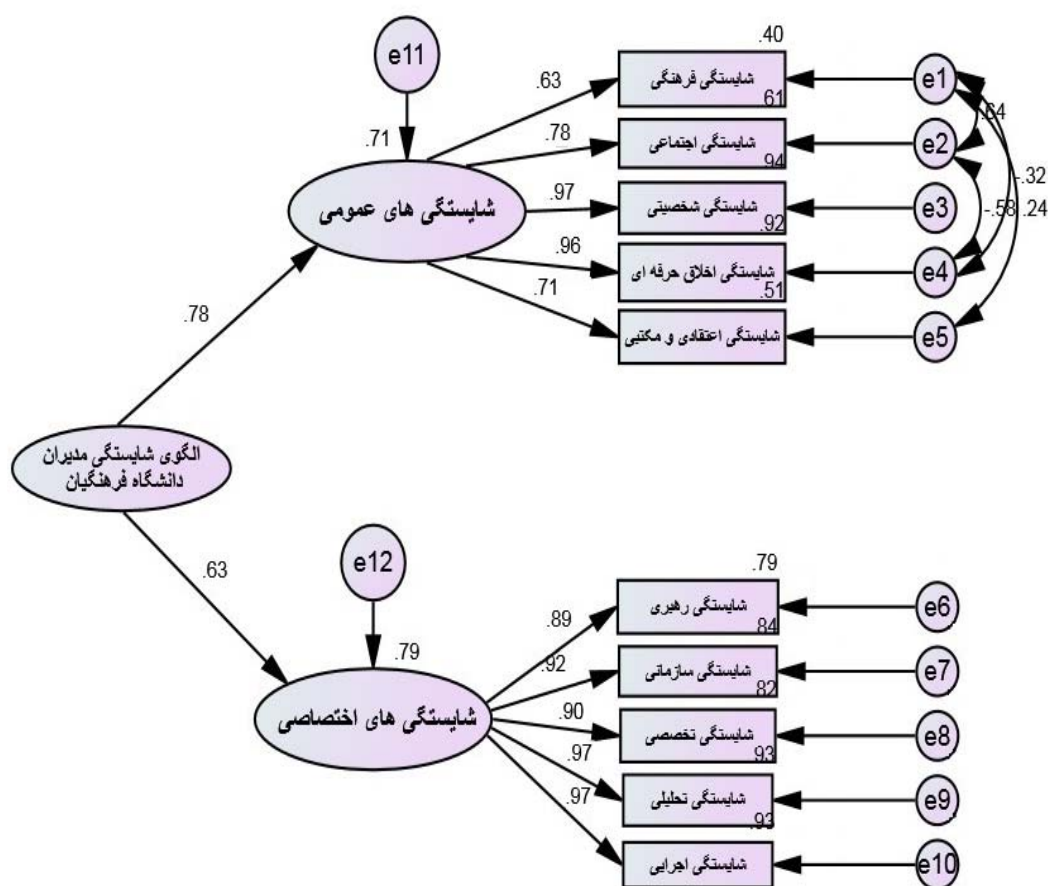 .40
e11
شایستگی فرهنگی
e1
.63
.61
.64
.71
.78
شایستگی اجتماعی
e2
.94
شایستگی های عمومی
.97
شایستگی شخصیتی
e3
-.32
.92
-.58
.24
.96
شایستگی اخلاق حرفه ای
e4
.51
.71
شایستگی اعتقادی و مکتبی
e5
.78
الگوی شایستگی مدیران
دانشگاه فرهنگیان
.63
e12
.79
شایستگی رهبری
e6
.89
.84
.79
.92
شایستگی سازمانی
e7
.82
شایستگی های اختصاصی
.90
شایستگی تخصصی
e8
.93
.97
شایستگی تحلیلی
e9
.93
.97
شایستگی اجرایی
e10